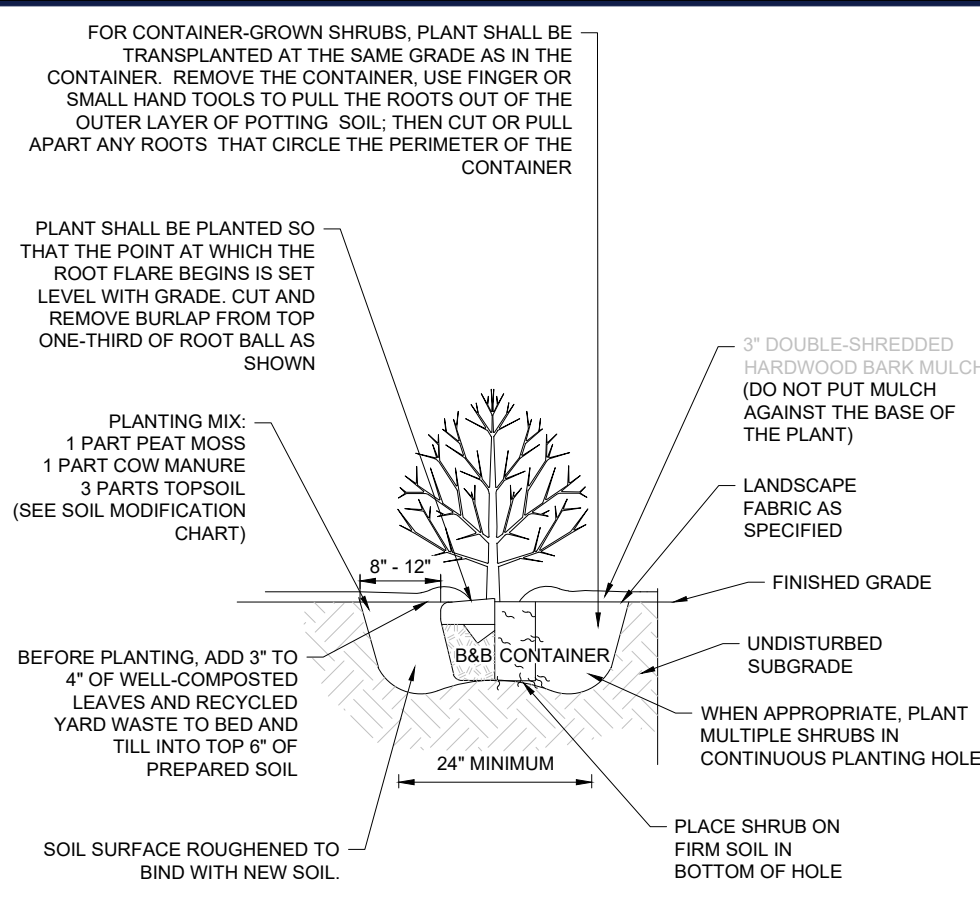 FOR CONTAINER-GROWN SHRUBS, PLANT SHALL BE
TRANSPLANTED AT THE SAME GRADE AS IN THE
CONTAINER. REMOVE THE CONTAINER, USE FINGER OR
SMALL HAND TOOLS TO PULL THE ROOTS OUT OF THE
OUTER LAYER OF POTTING SOIL; THEN CUT OR PULL
APART ANY ROOTS THAT CIRCLE THE PERIMETER OF THE
CONTAINER
PLANT SHALL BE PLANTED SO
THAT THE POINT AT WHICH THE
ROOT FLARE BEGINS IS SET
LEVEL WITH GRADE. CUT AND
REMOVE BURLAP FROM TOP
ONE-THIRD OF ROOT BALL AS
SHOWN
3" DOUBLE-SHREDDED
HARDWOOD BARK MULCH
(DO NOT PUT MULCH
AGAINST THE BASE OF
THE PLANT)
PLANTING MIX:
1 PART PEAT MOSS
1 PART COW MANURE
3 PARTS TOPSOIL
(SEE SOIL MODIFICATION
CHART)
LANDSCAPE
FABRIC AS
SPECIFIED
8" - 12"
FINISHED GRADE
UNDISTURBED
SUBGRADE
B&B CONTAINER
BEFORE PLANTING, ADD 3" TO
4" OF WELL-COMPOSTED
LEAVES AND RECYCLED
YARD WASTE TO BED AND
TILL INTO TOP 6" OF
PREPARED SOIL
WHEN APPROPRIATE, PLANT
MULTIPLE SHRUBS IN
CONTINUOUS PLANTING HOLE
24" MINIMUM
PLACE SHRUB ON
FIRM SOIL IN
BOTTOM OF HOLE
SOIL SURFACE ROUGHENED TO
BIND WITH NEW SOIL.